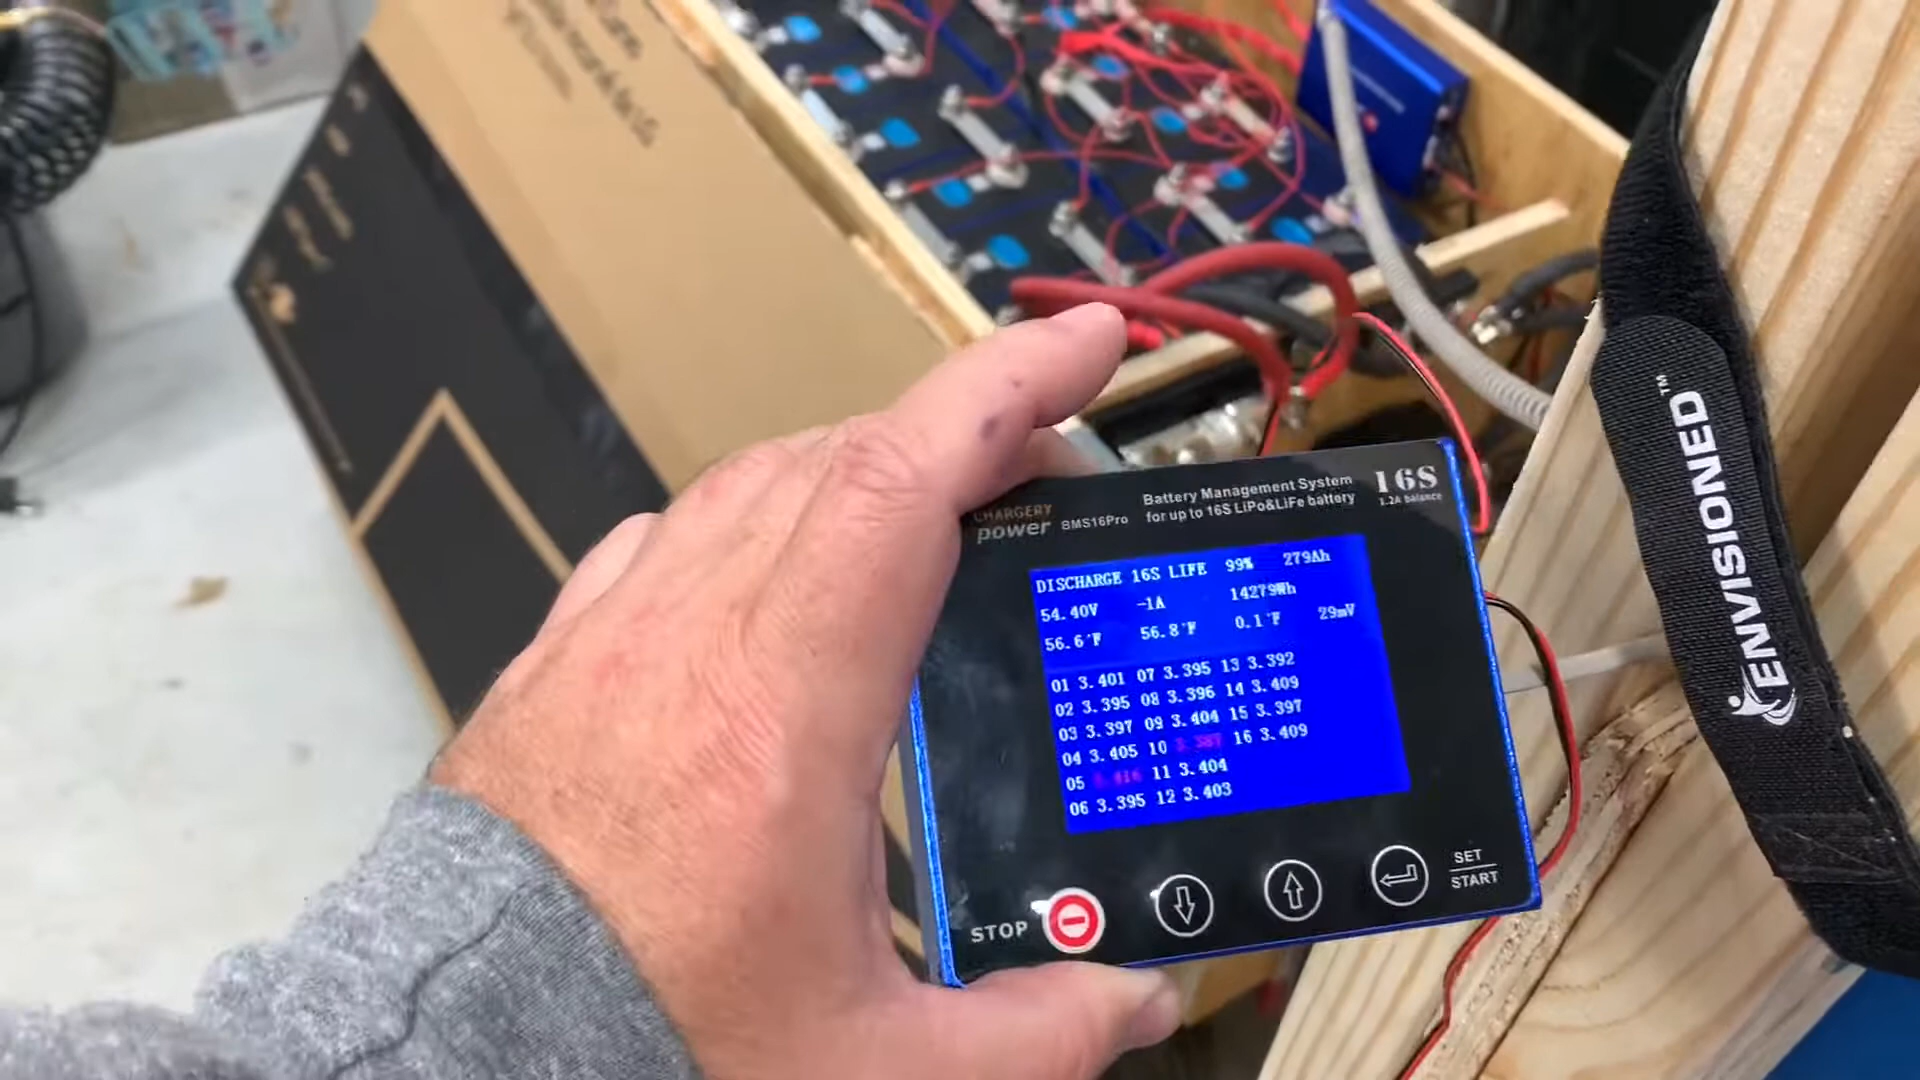 CHARGERY
power BMS16Pro
Battery Management System
for up to 16S LiPo&LiFe battery
16S
1.2A balance
DISCHARGE 16S LIFE 99% 279Ah
54.40V -1A 14279Wh
56.6°F 56.8°F 0.1°F 29mV
01 3.401 07 3.395 13 3.392
02 3.395 08 3.396 14 3.409
03 3.397 09 3.404 15 3.397
04 3.405 10 3.387 16 3.409
05 3.416 11 3.404
06 3.395 12 3.403
STOP
SET
START
ENVISIONED™